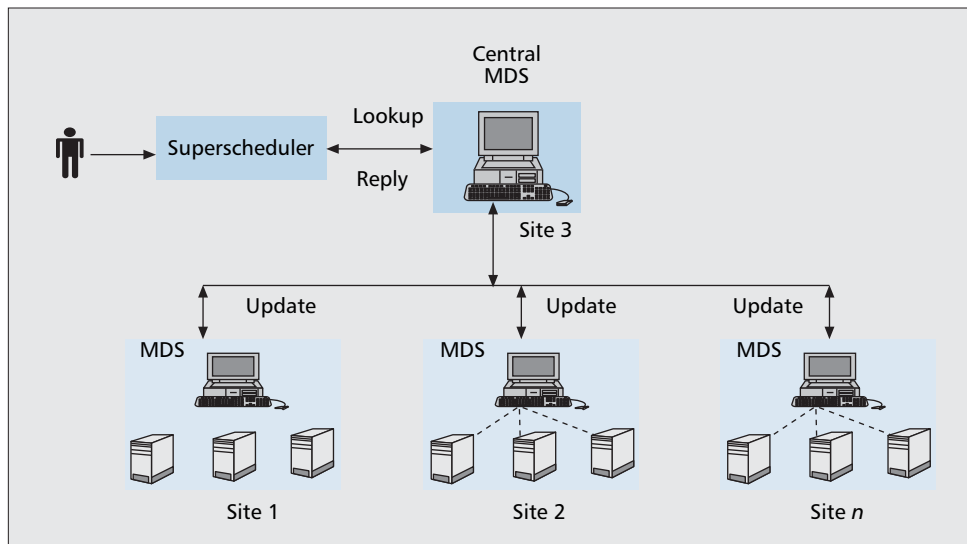 Central
MDS
Lookup
Superscheduler
Reply
Site 3
Update
Update
Update
MDS
MDS
MDS
Site 1
Site 2
Site n